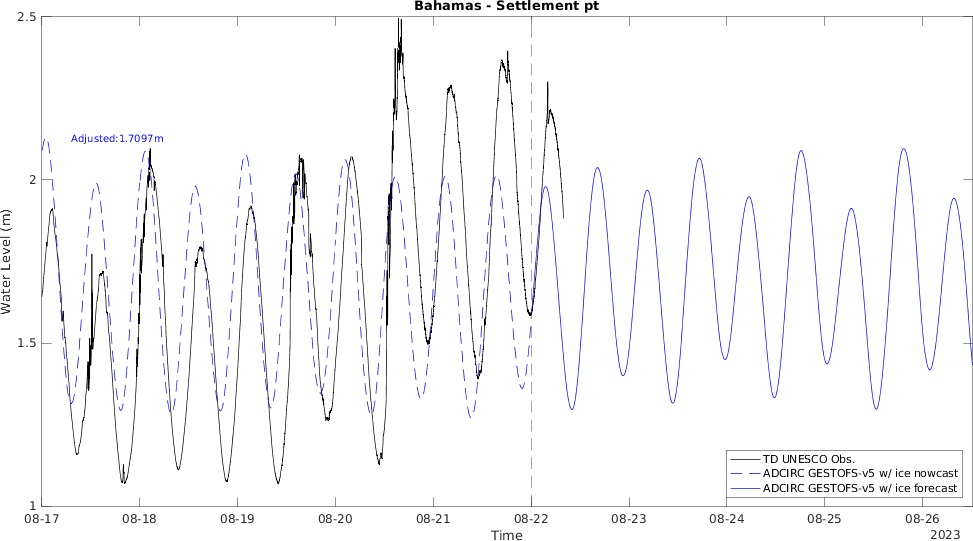 Bahamas - Settlement pt
2.5
2
1.5
1
Water Level (m)
Adjusted:1.7097m
TD UNESCO Obs.
ADCIRC GESTOFS-v5 w/ ice nowcast
ADCIRC GESTOFS-v5 w/ ice forecast
08-17 08-18 08-19 08-20 08-21 08-22 08-23 08-24 08-25 08-26
Time
2023